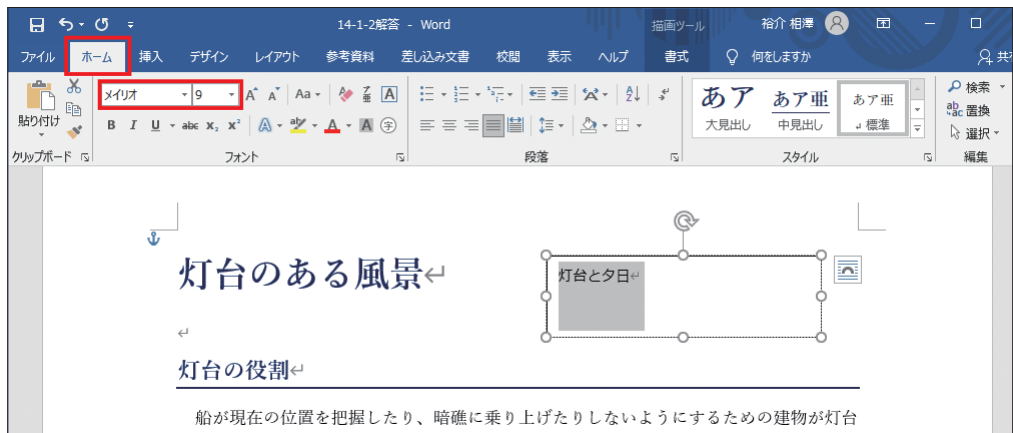 14-1-2解答 - Word 描画ツール 裕介 相澤
ファイル ホーム 挿入 デザイン レイアウト 参考資料 差し込み文書 校閲 表示 ヘルプ 書式 何をしますか 共有
メイリオ 9 A A Aa A 検索
貼り付け B I U abc x₂ x² A aby A A 字 A Z あア 大見出し あア亜 中見出し あア亜 標準 abac 置換
選択
クリップボード フォント 段落 スタイル 編集
灯台のある風景
灯台と夕日
灯台の役割
船が現在の位置を把握したり、暗礁に乗り上げたりしないようにするための建物が灯台